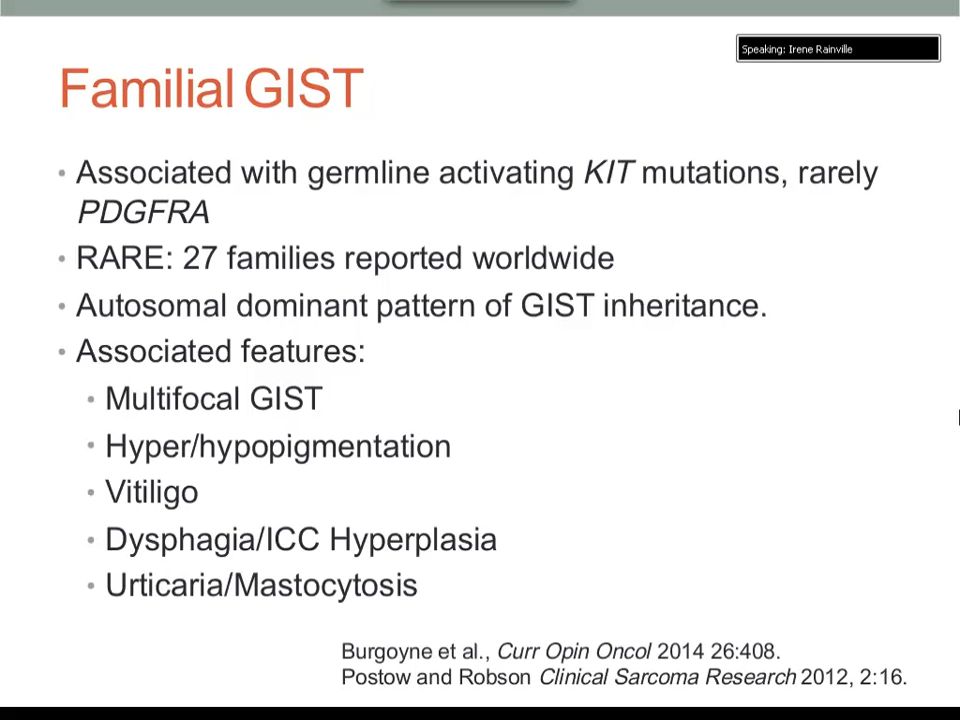 Speaking: Irene Rainville
Familial GIST
• Associated with germline activating KIT mutations, rarely
PDGFRA
• RARE: 27 families reported worldwide
• Autosomal dominant pattern of GIST inheritance.
• Associated features:
• Multifocal GIST
• Hyper/hypopigmentation
• Vitiligo
• Dysphagia/ICC Hyperplasia
• Urticaria/Mastocytosis
Burgoyne et al., Curr Opin Oncol 2014 26:408.
Postow and Robson Clinical Sarcoma Research 2012, 2:16.